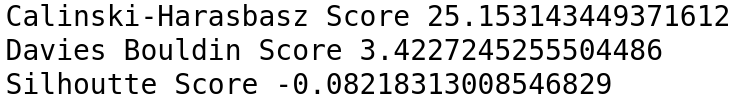 Calinski-Harasbasz Score 25.153143449371612
Davies Bouldin Score 3.4227245255504486
Silhoutte Score -0.08218313008546829